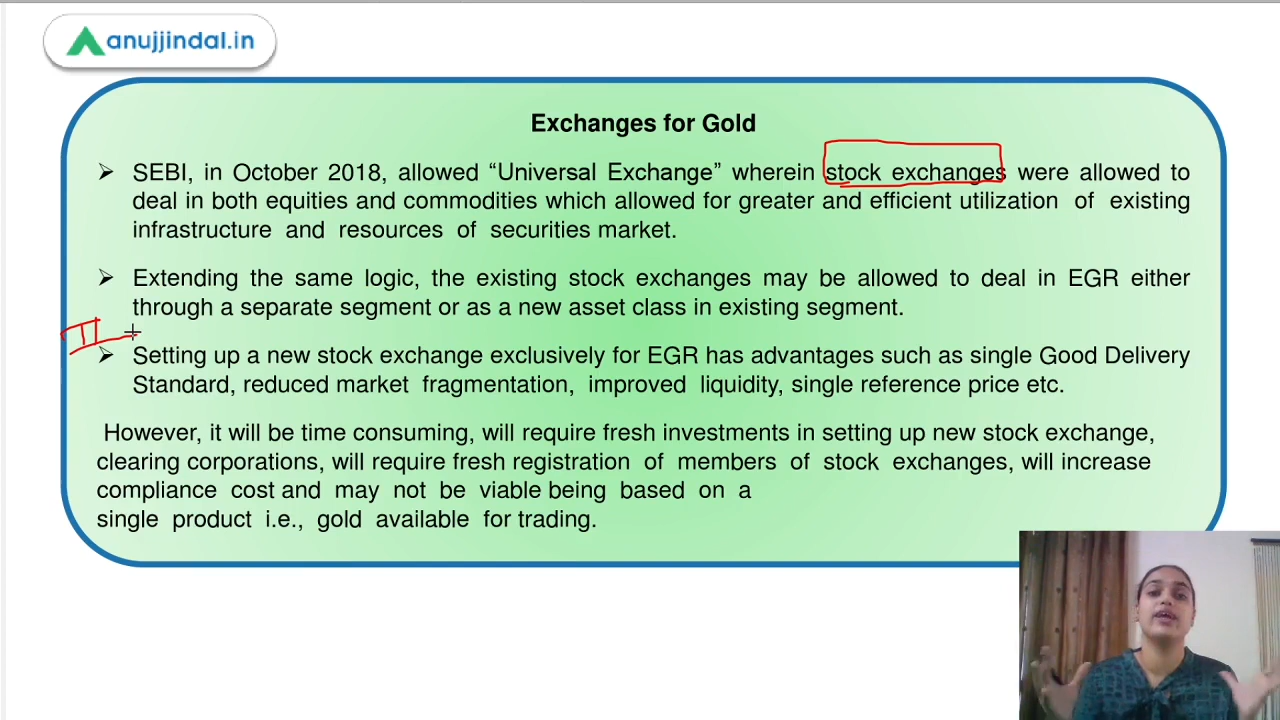 anujjindal.in
Exchanges for Gold
➢ SEBI, in October 2018, allowed “Universal Exchange” wherein stock exchanges were allowed to
deal in both equities and commodities which allowed for greater and efficient utilization of existing
infrastructure and resources of securities market.
➢ Extending the same logic, the existing stock exchanges may be allowed to deal in EGR either
through a separate segment or as a new asset class in existing segment.
II
➢ Setting up a new stock exchange exclusively for EGR has advantages such as single Good Delivery
Standard, reduced market fragmentation, improved liquidity, single reference price etc.
However, it will be time consuming, will require fresh investments in setting up new stock exchange,
clearing corporations, will require fresh registration of members of stock exchanges, will increase
compliance cost and may not be viable being based on a
single product i.e., gold available for trading.